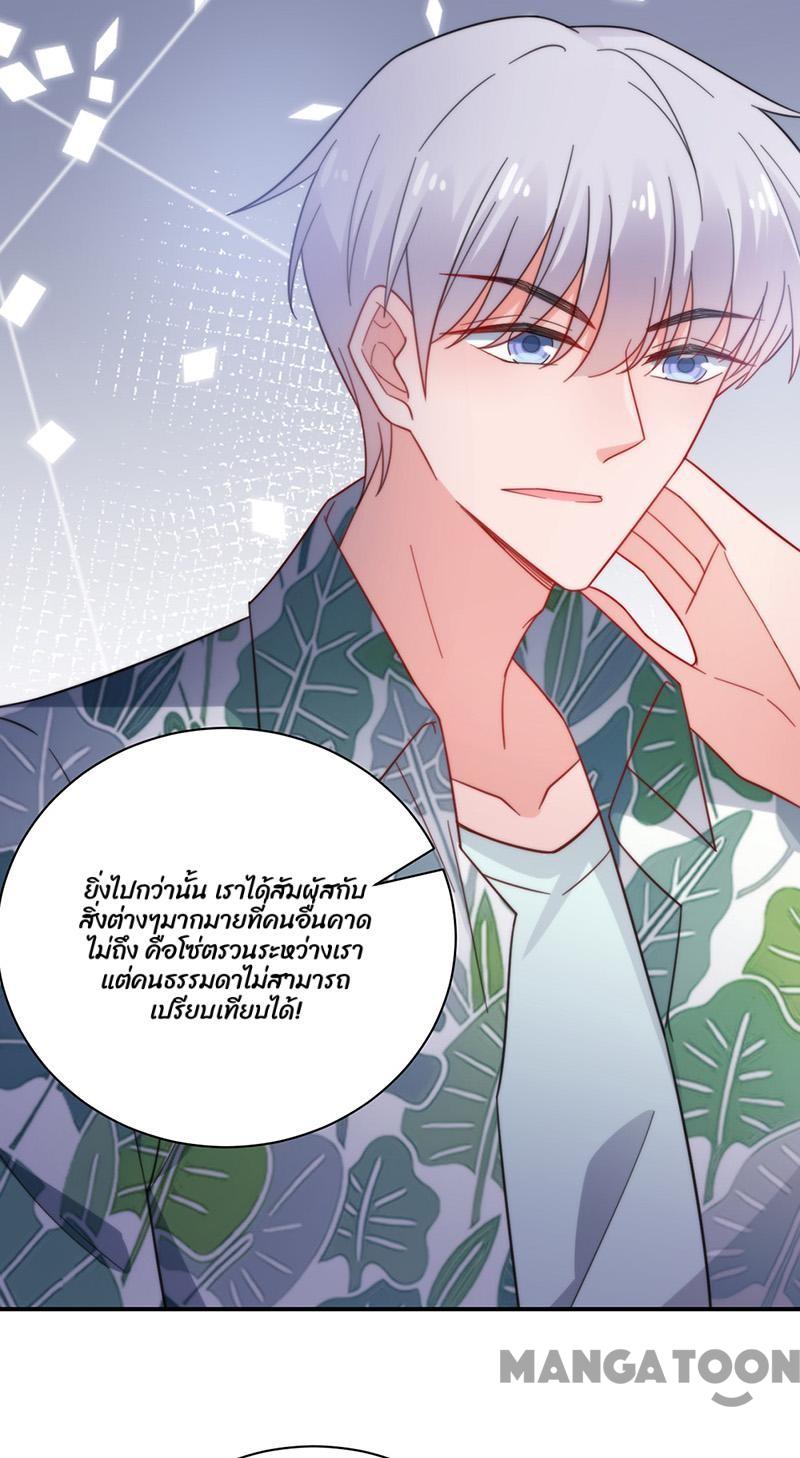 ยิ่งไปกว่านั้น เราได้สัมผัสกับ
สิ่งต่างๆมากมายที่คนอื่นคาด
ไม่ถึง คือโซ่ตรวนระหว่างเรา
แต่คนธรรมดาไม่สามารถ
เปรียบเทียบได้!
MANGATOON